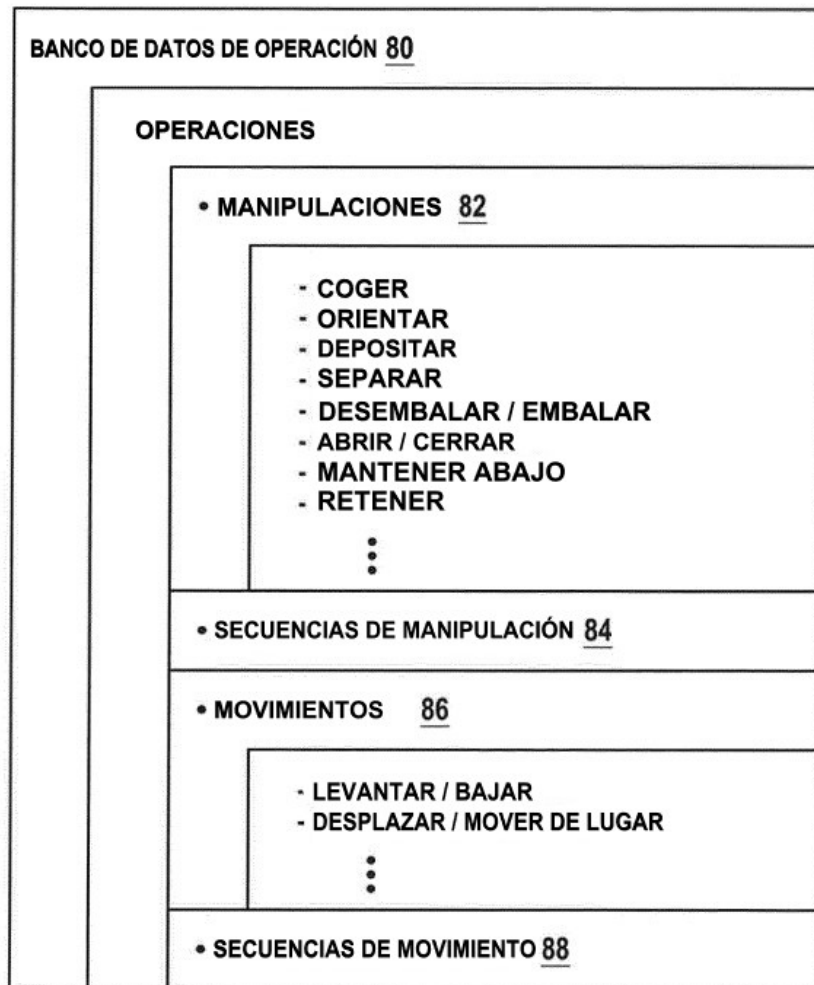 BANCO DE DATOS DE OPERACIÓN 80
OPERACIONES
• MANIPULACIONES 82
- COGER
- ORIENTAR
- DEPOSITAR
- SEPARAR
- DESEMBALAR / EMBALAR
- ABRIR / CERRAR
- MANTENER ABAJO
- RETENER
• SECUENCIAS DE MANIPULACIÓN 84
• MOVIMIENTOS 86
- LEVANTAR / BAJAR
- DESPLAZAR / MOVER DE LUGAR
• SECUENCIAS DE MOVIMIENTO 88